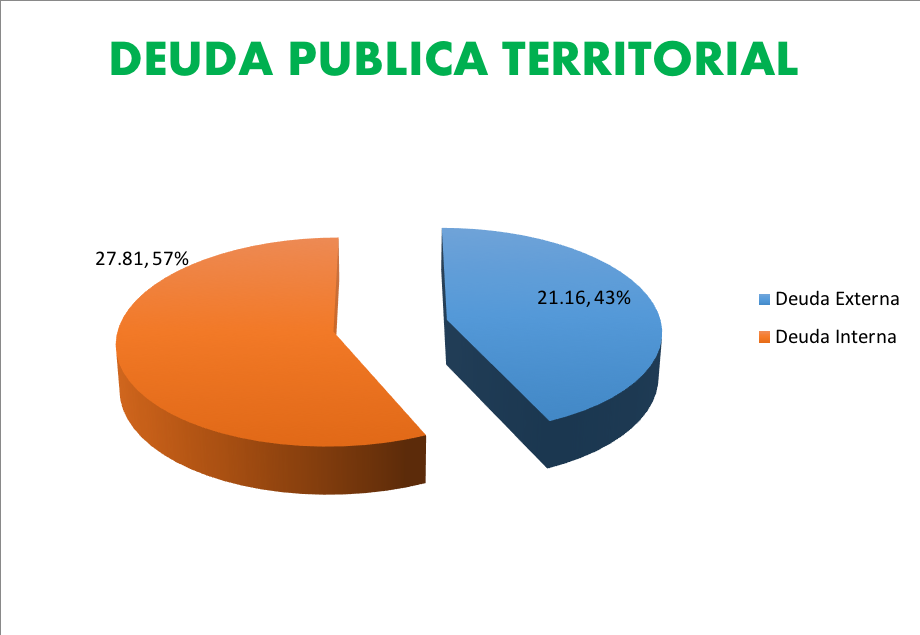 DEUDA PUBLICA TERRITORIAL
27.81, 57%
21.16, 43%
Deuda Externa
Deuda Interna